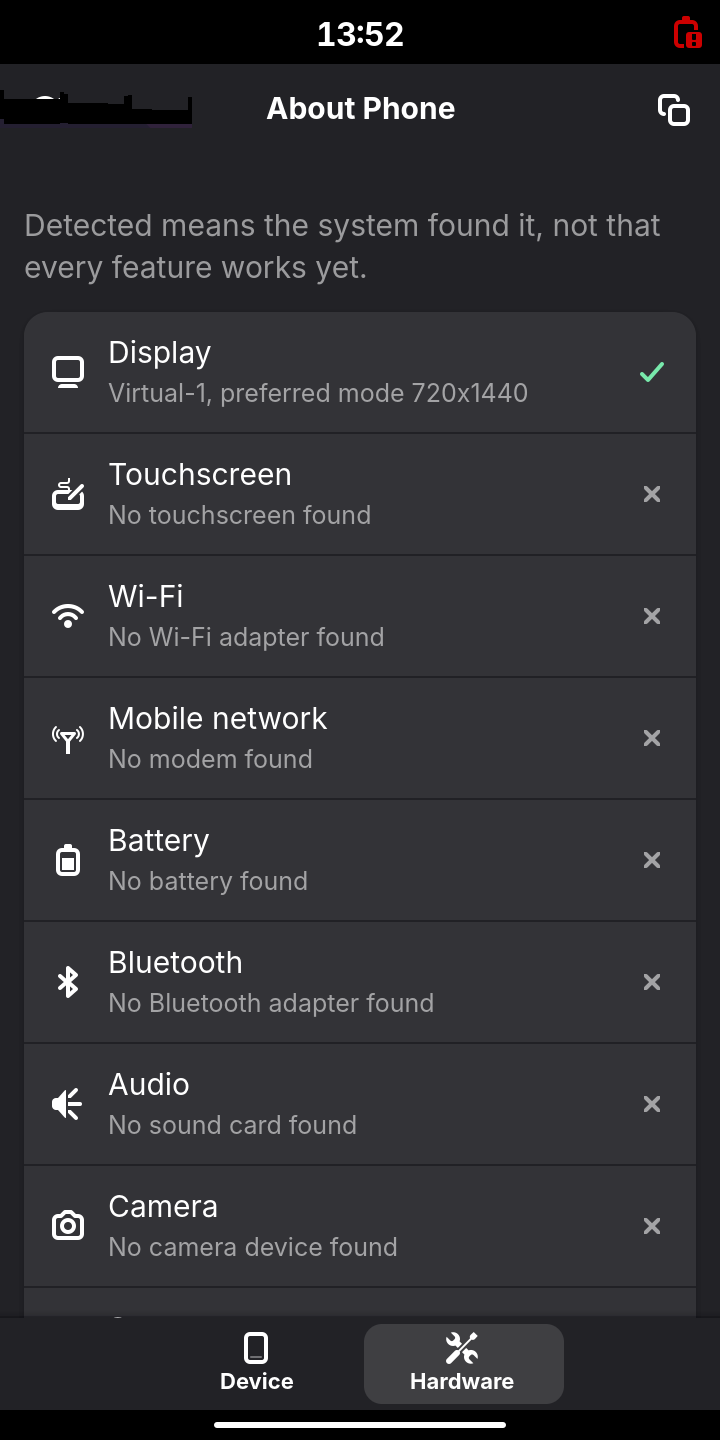 13:52
About Phone
Detected means the system found it, not that
every feature works yet.
Display
Virtual-1, preferred mode 720x1440
Touchscreen
No touchscreen found
Wi-Fi
No Wi-Fi adapter found
Mobile network
No modem found
Battery
No battery found
Bluetooth
No Bluetooth adapter found
Audio
No sound card found
Camera
No camera device found
Device
Hardware